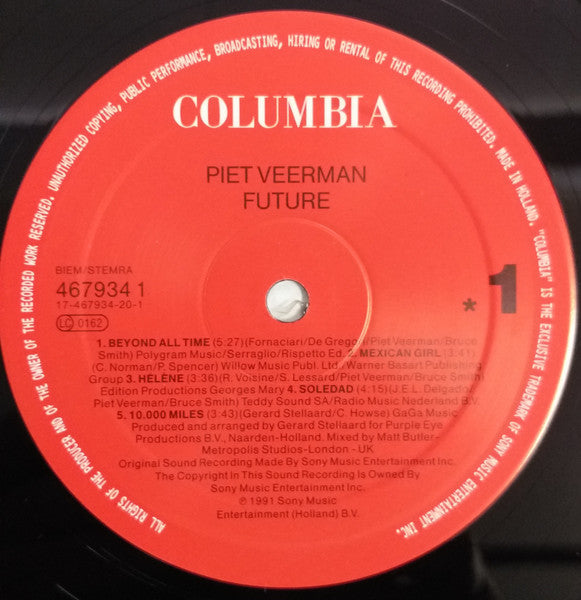 ALL RIGHTS OF THE PRODUCER AND OF THE OWNER OF THE RECORDED WORK RESERVED. UNAUTHORIIZED COPYING, PUBLIC PERFORMANCE, BROADCASTING, HIRING OR RENTAL OF THIS RECORDING PROHIBITED. MADE IN HOLLAND. "COLUMBIA" IS THE EXCLUSIVE TRADEMARK OF SONY MUSIC ENTERTAINMENT INC.
COLUMBIA
PIET VEERMAN
FUTURE
BIEM/STEMRA
467934 1
17-467934-20-1
LC 0162
* 1
1. BEYOND ALL TIME (5:27) (Fornaciari/De Gregori/Piet Veerman/Bruce
Smith) Polygram Music/Serraglio/Rispetto Ed. 2. MEXICAN GIRL (3:41)
(C. Norman/P. Spencer) Willow Music Publ. Ltd./Warner Basart Publishing
Group 3. HÉLÈNE (3:36) (R. Voisine/S. Lessard/Piet Veerman/Bruce Smith)
Edition Productions Georges Mary 4. SOLEDAD (4:15) (J.E.L. Delgado/
Piet Veerman/Bruce Smith) Teddy Sound SA/Radio Music Nederland B.V.
5. 10.000 MILES (3:43) (Gerard Stellaard/C. Howse) GaGa Music
Produced and arranged by Gerard Stellaard for Purple Eye
Productions B.V., Naarden-Holland. Mixed by Matt Butler-
Metropolis Studios-London-UK
Original Sound Recording Made By Sony Music Entertainment Inc.
The Copyright In This Sound Recording Is Owned By
Sony Music Entertainment Inc.
℗ 1991 Sony Music
Entertainment (Holland) B.V.